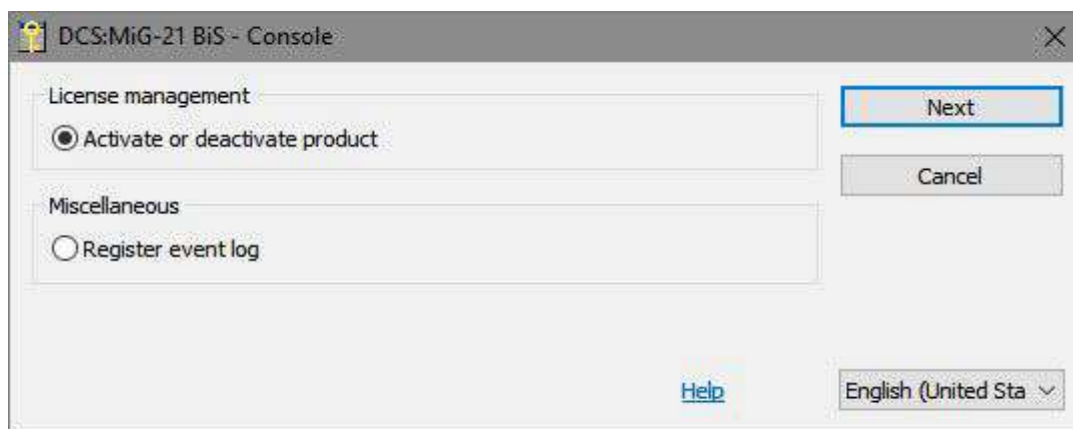 DCS:MiG-21 BiS - Console
License management
Activate or deactivate product
Miscellaneous
Register event log
Next
Cancel
Help
English (United Sta